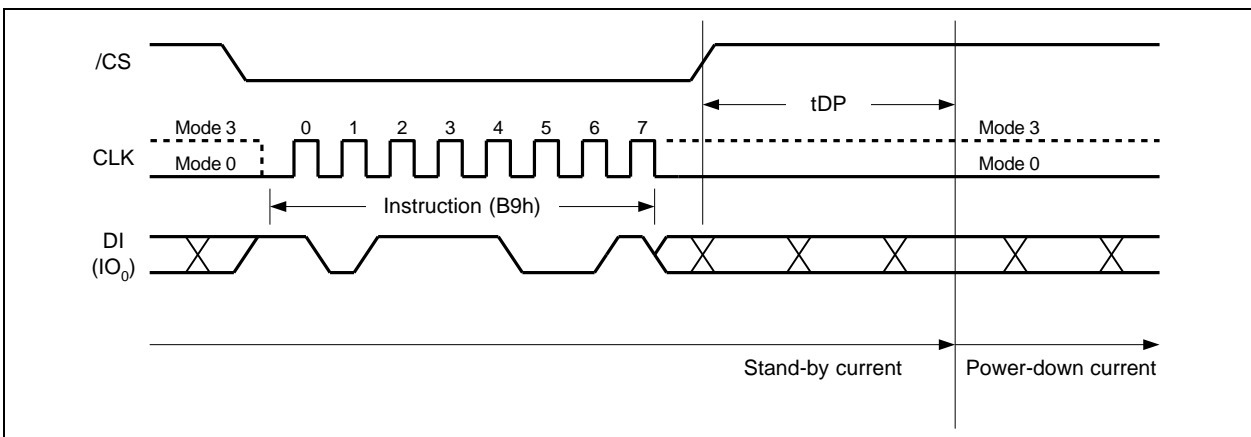 /CS
tDP
Mode 3
0 1 2 3 4 5 6 7
Mode 3
CLK
Mode 0
Mode 0
Instruction (B9h)
DI
(IO0)
Stand-by current
Power-down current